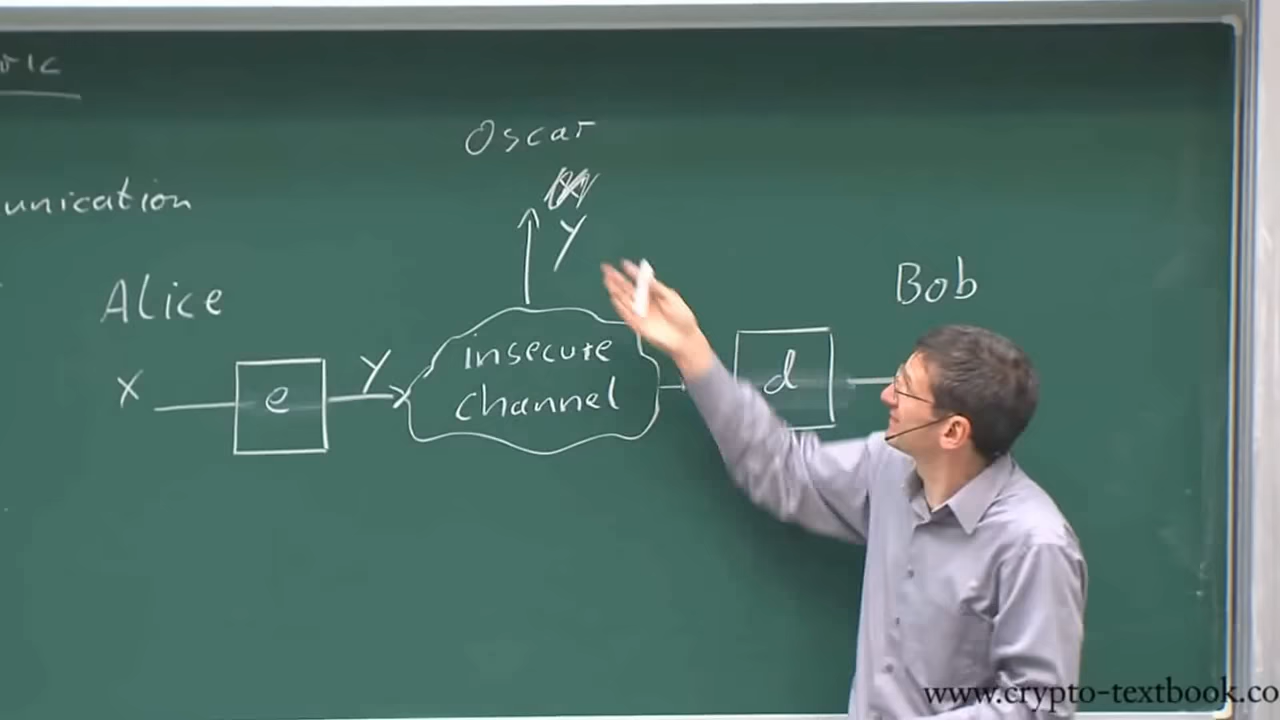 Oscar
Y
unication
Alice
Bob
X
e
Y
insecure
channel
d
www.crypto-textbook.co